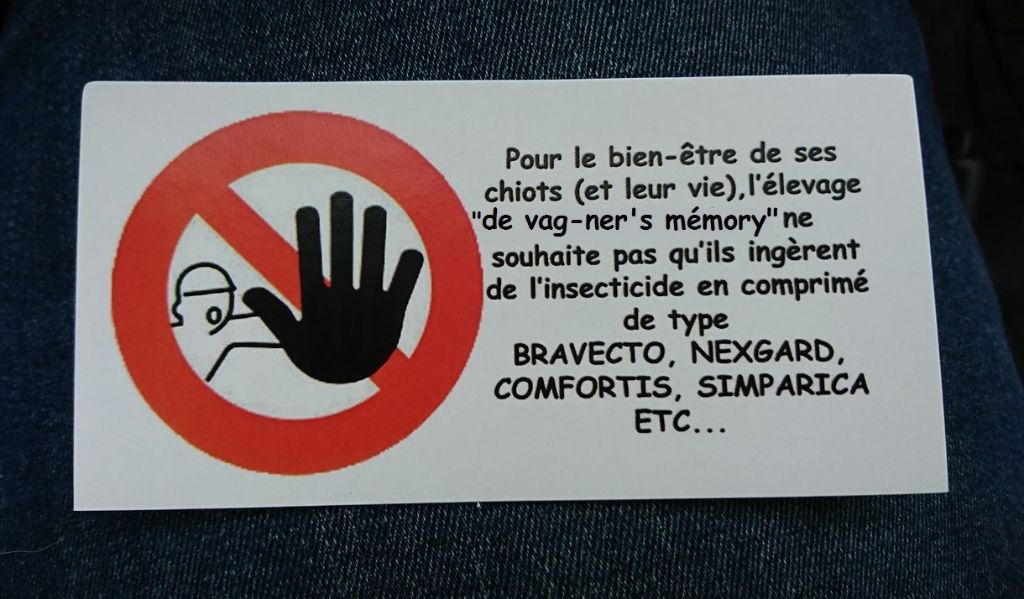 Pour le bien-être de ses
chiots (et leur vie),l'élevage
"de vag-ner's mémory" ne
souhaite pas qu'ils ingèrent
de l'insecticide en comprimé
de type
BRAVECTO, NEXGARD,
COMFORTIS, SIMPARICA
ETC...